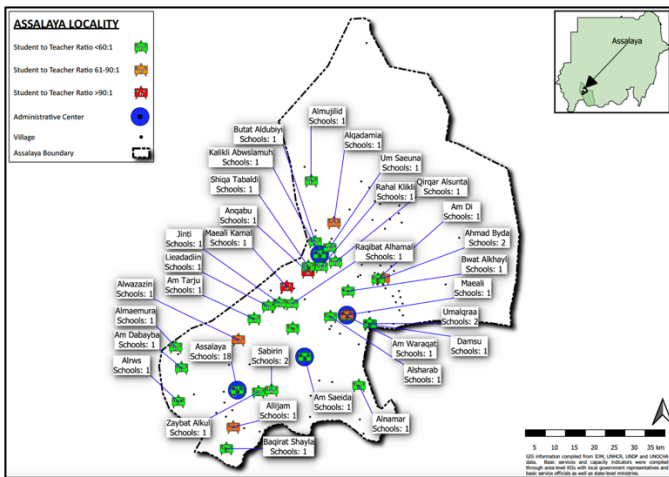 ASSALAYA LOCALITY
Student to Teacher Ratio <60:1
Student to Teacher Ratio 61-90:1
Student to Teacher Ratio >90:1
Administrative Center
Village
Assalaya Boundary
Assalaya
Almujilid
Schools: 1
Butat Aldubiyi
Schools: 1
Alqadamia
Schools: 1
Kalikli Abwslamuh
Schools: 1
Um Saeuna
Schools: 1
Shiqa Tabaldi
Schools: 1
Rahal Klikli
Schools: 1
Qirqar Alsunta
Schools: 1
Anqabu
Schools: 1
Am Di
Schools: 1
Jinti
Schools: 1
Maeali Kamal
Schools: 1
Raqibat Alhamal
Schools: 1
Ahmad Byda
Schools: 2
Lieadadiin
Schools: 1
Bwat Alkhayl
Schools: 1
Alwazazin
Schools: 1
Am Tarju
Schools: 1
Maeali
Schools: 1
Almaemura
Schools: 1
Umalqraa
Schools: 2
Am Dabayba
Schools: 1
Assalaya
Schools: 18
Sabirin
Schools: 2
Am Waraqat
Schools: 1
Damsu
Schools: 1
Alrws
Schools: 1
Alsharab
Schools: 1
Zaybat Alkul
Schools: 1
Allijam
Schools: 1
Am Saeida
Schools: 1
Alnamar
Schools: 1
Baqirat Shayla
Schools: 1
5 10 15 20 25 30 35 km
GIS information compiled from IOM, UNHCR, UNDP and UNOCHA
data. Basic services and capacity indicators were compiled
through area-level KIIs with local government representatives and
basic service officials as well as state-level ministries.